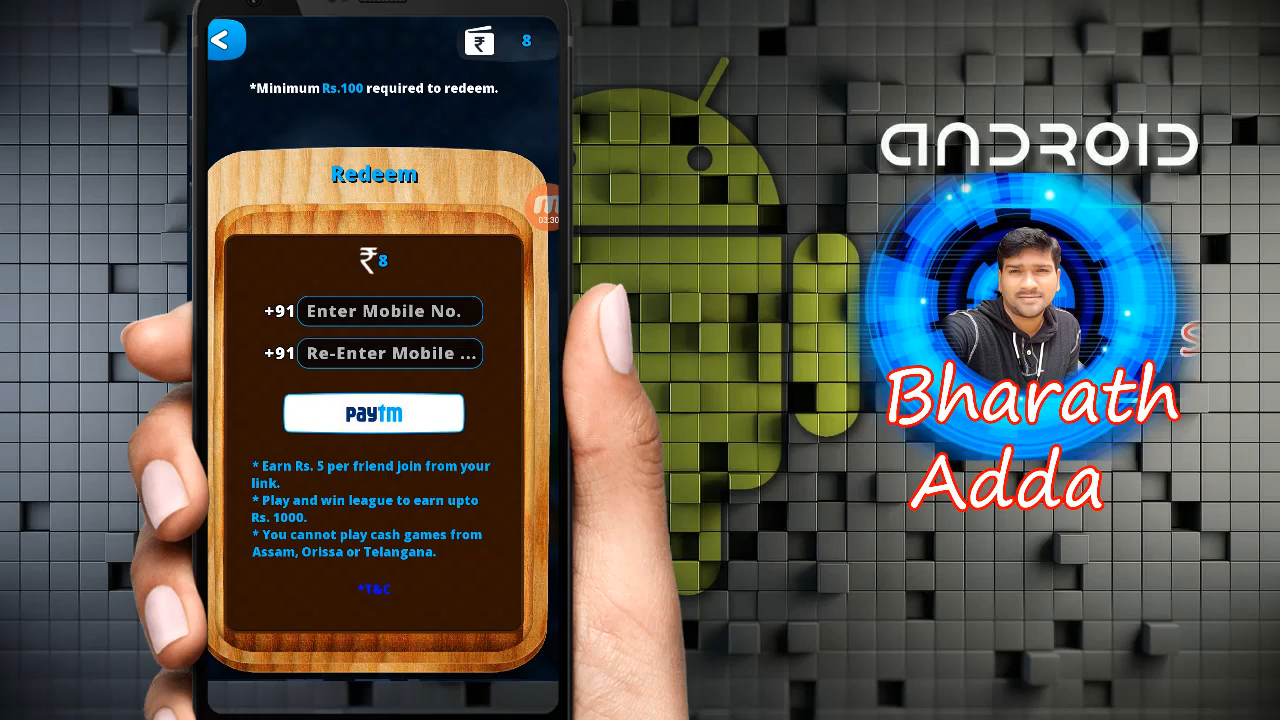 8
*Minimum Rs.100 required to redeem.
Redeem
03:30
₹8
+91 Enter Mobile No.
+91 Re-Enter Mobile ...
paytm
* Earn Rs. 5 per friend join from your
link.
* Play and win league to earn upto
Rs. 1000.
* You cannot play cash games from
Assam, Orissa or Telangana.
*T&C
ANDROID
S
Bharath
Adda